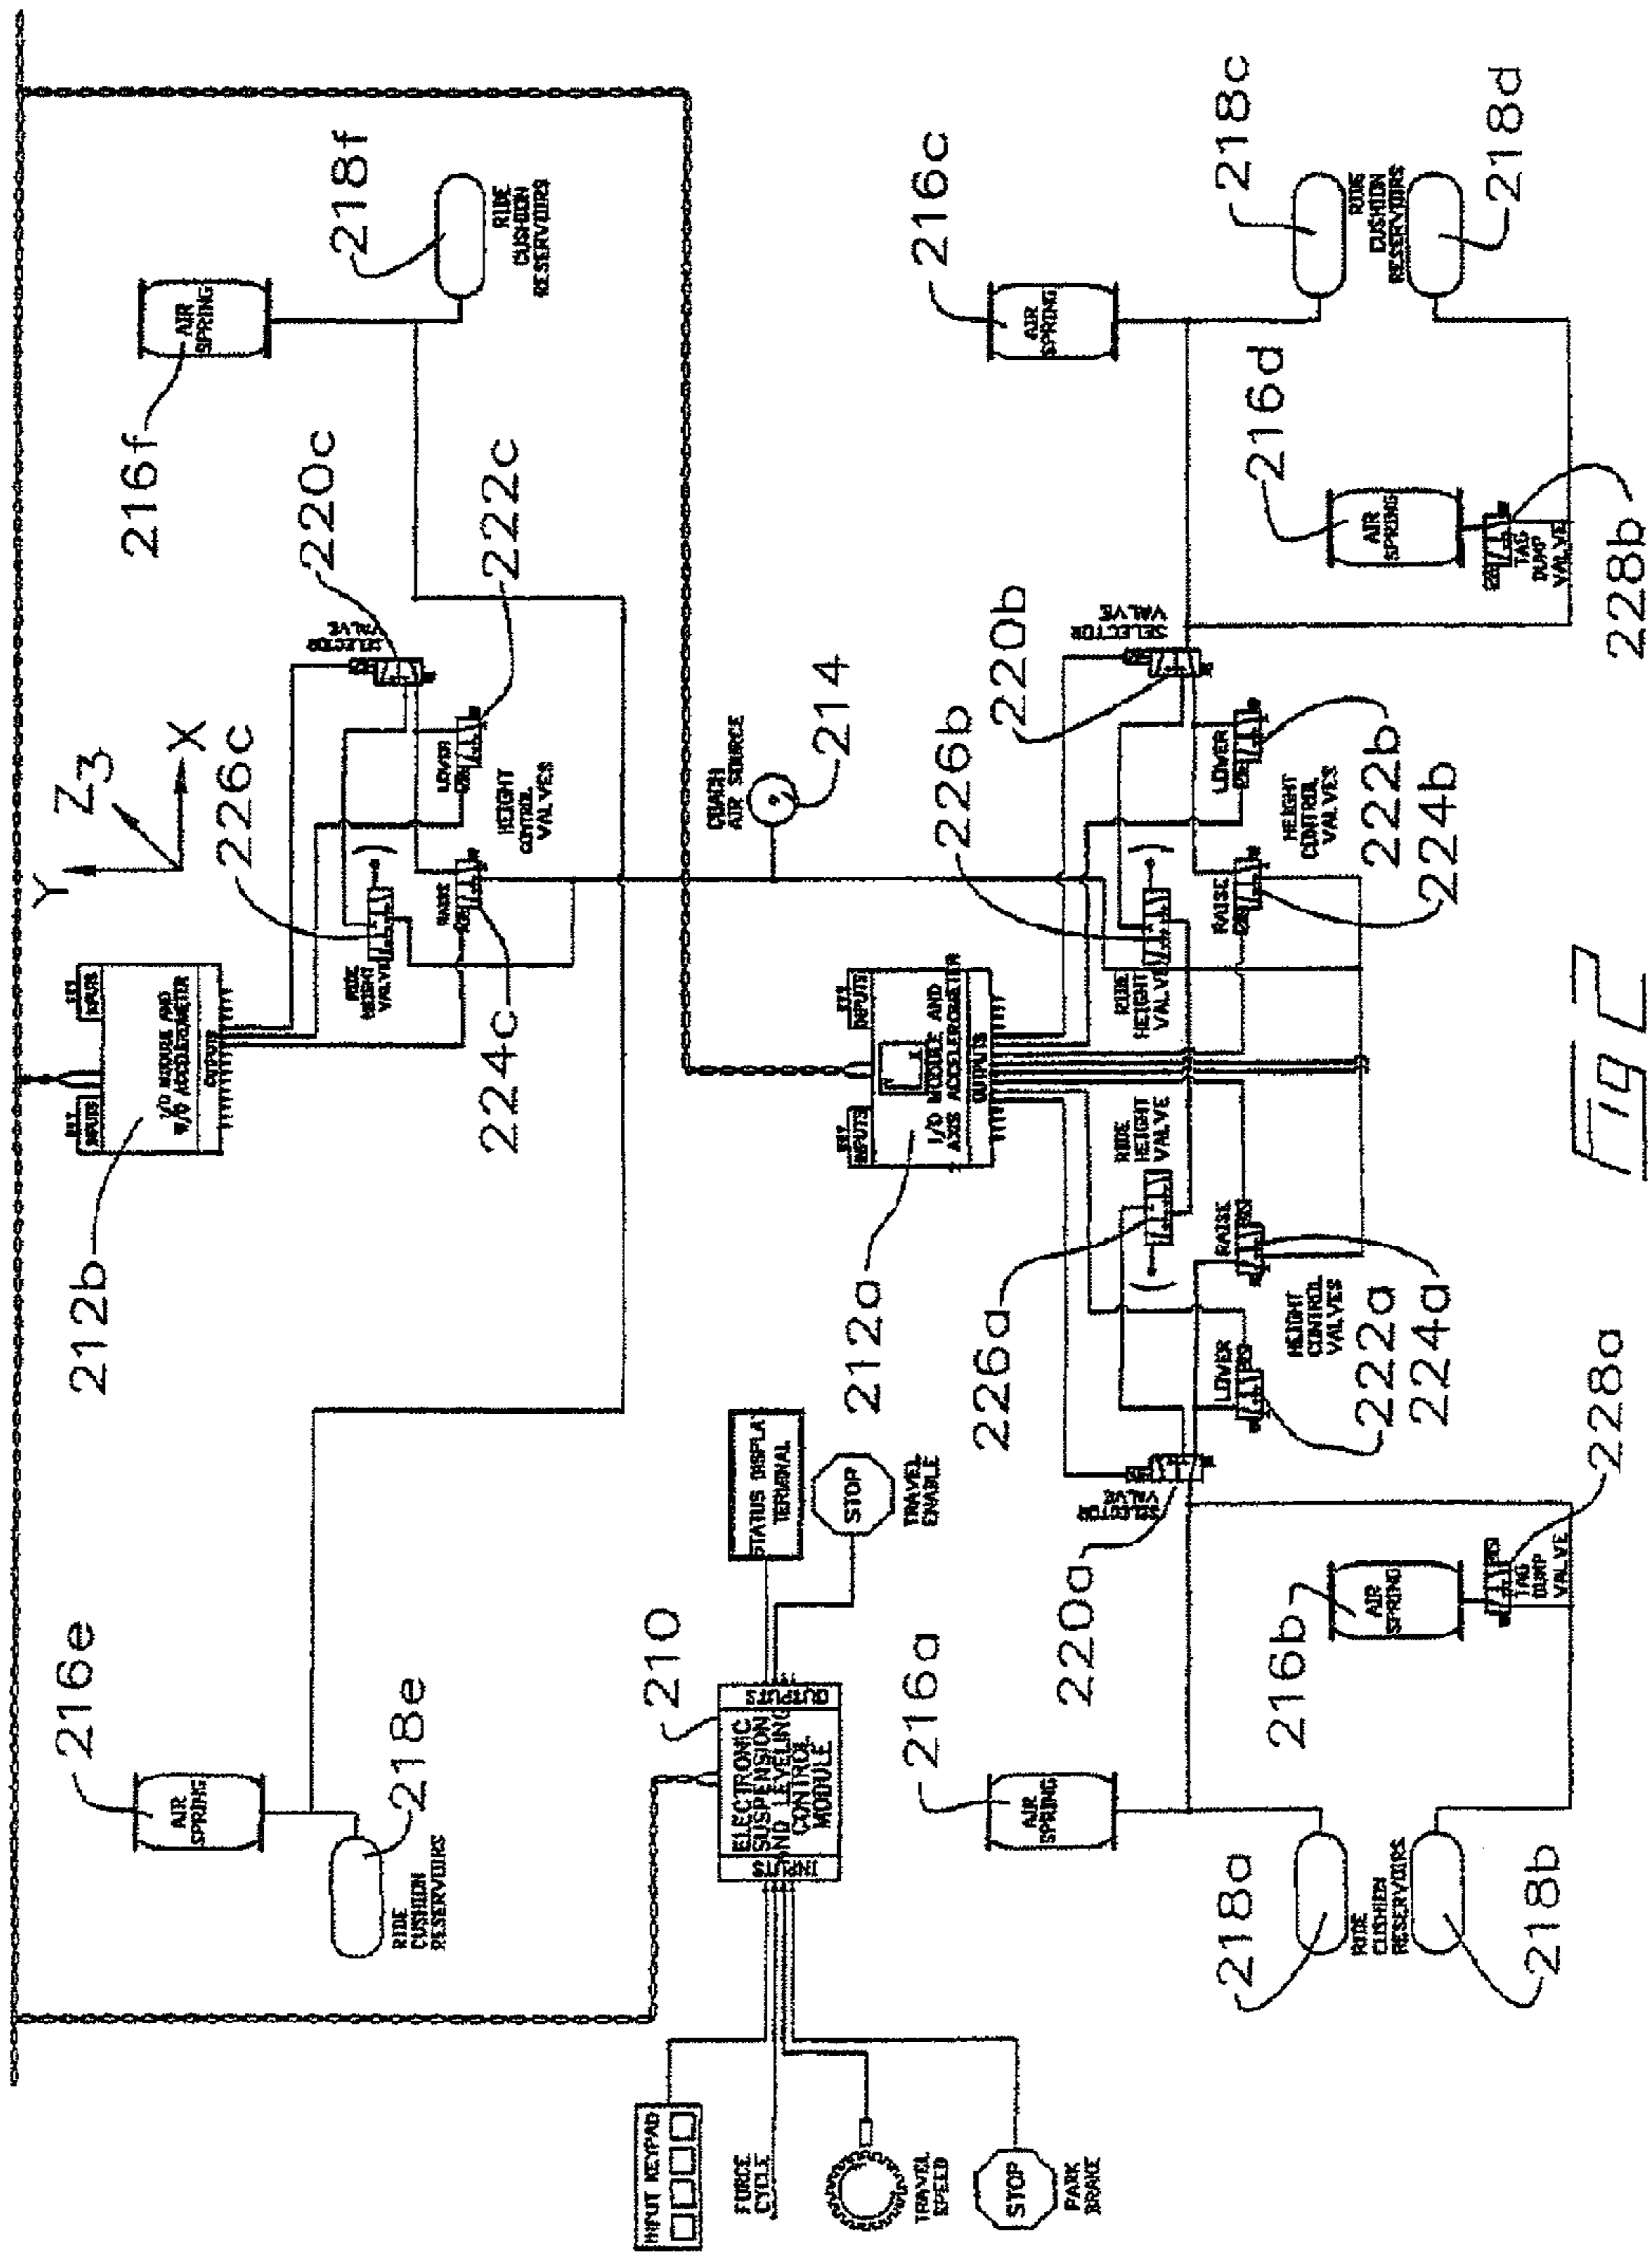 216e
AIR
SPRING
218e
RIDE
CUSHION
RESERVOIRS
212b
INPUTS
INPUTS
I/O MODULE AND
W/O ACCELEROMETER
OUTPUTS
Y
Z3
X
226c
RIDE
HEIGHT
VALVE
RAISE
224c
HEIGHT
CONTROL
VALVES
LOWER
222c
220c
SELECTOR
VALVE
216f
AIR
SPRING
218f
RIDE
CUSHION
RESERVOIRS
INPUT KEYPAD
FORCE
CYCLE
TRAVEL
SPEED
STOP
PARK
BRAKE
210
INPUTS
ELECTRONIC
SUSPENSION
AND LEVELING
CONTROL
MODULE
OUTPUTS
STATUS DISPLA
TERMINAL
STOP
TRAVEL
ENABLE
COACH
AIR SOURCE
214
212a
INPUTS
INPUTS
I/O MODULE AND
2 AXIS ACCELEROMETER
OUTPUTS
216a
AIR
SPRING
218a
RIDE
CUSHION
RESERVOIRS
218b
216b
AIR
SPRING
TAG
DUMP
VALVE
228a
220a
SELECTOR
VALVE
226a
RIDE
HEIGHT
VALVE
LOWER
RAISE
HEIGHT
CONTROL
VALVES
222a
224a
226b
RIDE
HEIGHT
VALVE
RAISE
LOWER
HEIGHT
CONTROL
VALVES
222b
224b
220b
SELECTOR
VALVE
216c
AIR
SPRING
216d
AIR
SPRING
TAG
DUMP
VALVE
228b
218c
RIDE
CUSHION
RESERVOIRS
218d
Fig 2